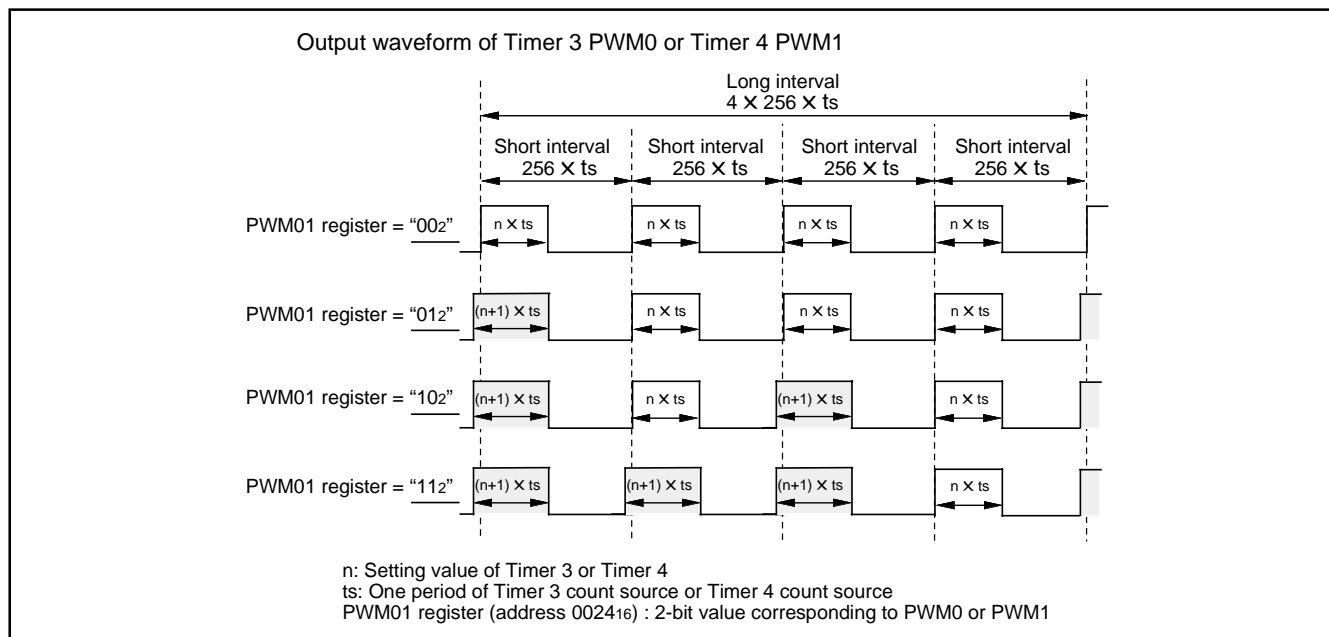 Output waveform of Timer 3 PWM0 or Timer 4 PWM1
Long interval
4 × 256 × ts
Short interval
256 × ts
Short interval
256 × ts
Short interval
256 × ts
Short interval
256 × ts
PWM01 register = “002”
n × ts
n × ts
n × ts
n × ts
PWM01 register = “012”
(n+1) × ts
n × ts
n × ts
n × ts
PWM01 register = “102”
(n+1) × ts
n × ts
(n+1) × ts
n × ts
PWM01 register = “112”
(n+1) × ts
(n+1) × ts
(n+1) × ts
n × ts
n: Setting value of Timer 3 or Timer 4
ts: One period of Timer 3 count source or Timer 4 count source
PWM01 register (address 002416) : 2-bit value corresponding to PWM0 or PWM1